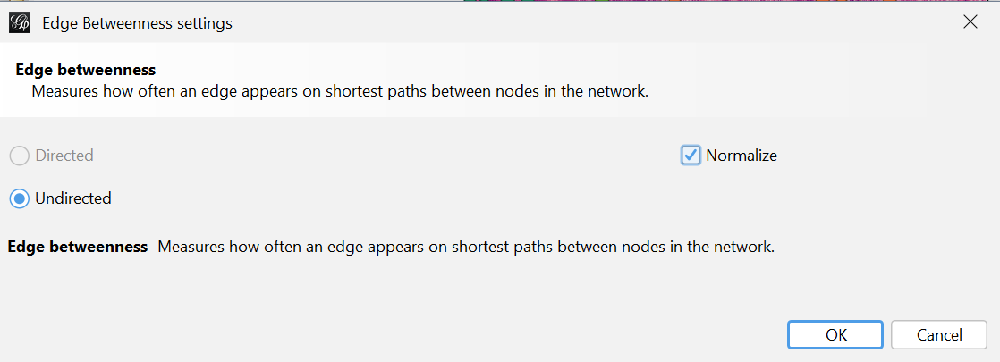 Edge Betweenness settings
Edge betweenness
Measures how often an edge appears on shortest paths between nodes in the network.
Directed
Normalize
Undirected
Edge betweenness Measures how often an edge appears on shortest paths between nodes in the network.
OK
Cancel